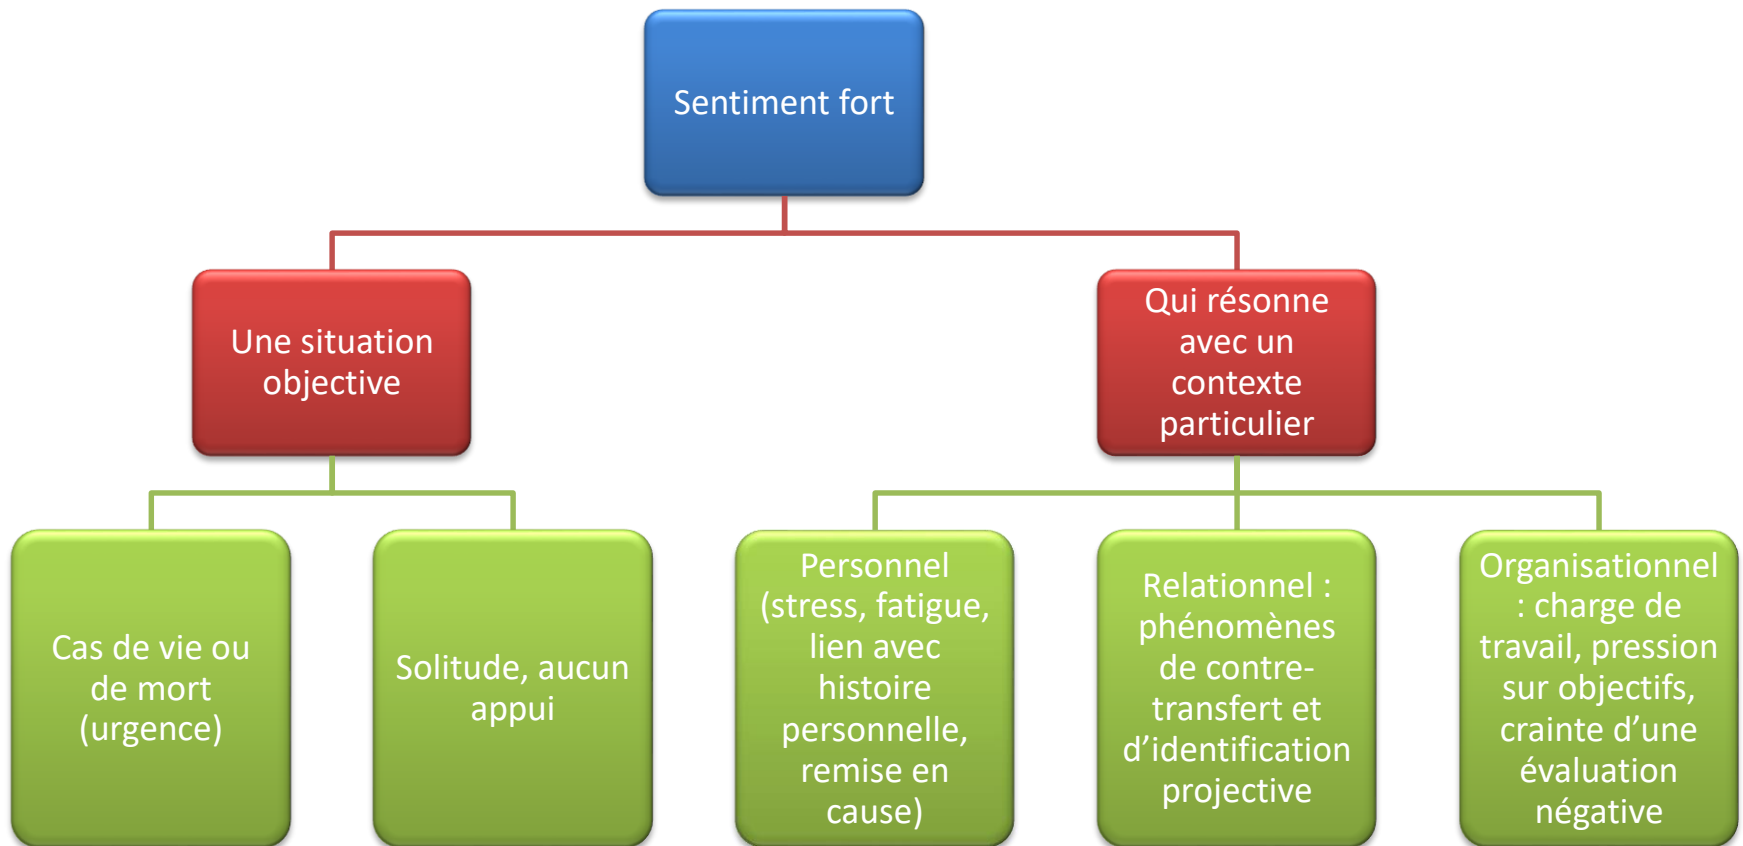 Sentiment fort
Une situation
objective
Qui résonne
avec un
contexte
particulier
Cas de vie ou
de mort
(urgence)
Solitude, aucun
appui
Personnel
(stress, fatigue,
lien avec
histoire
personnelle,
remise en
cause)
Relationnel :
phénomènes
de contre-
transfert et
d’identification
projective
Organisationnel
: charge de
travail, pression
sur objectifs,
crainte d’une
évaluation
négative